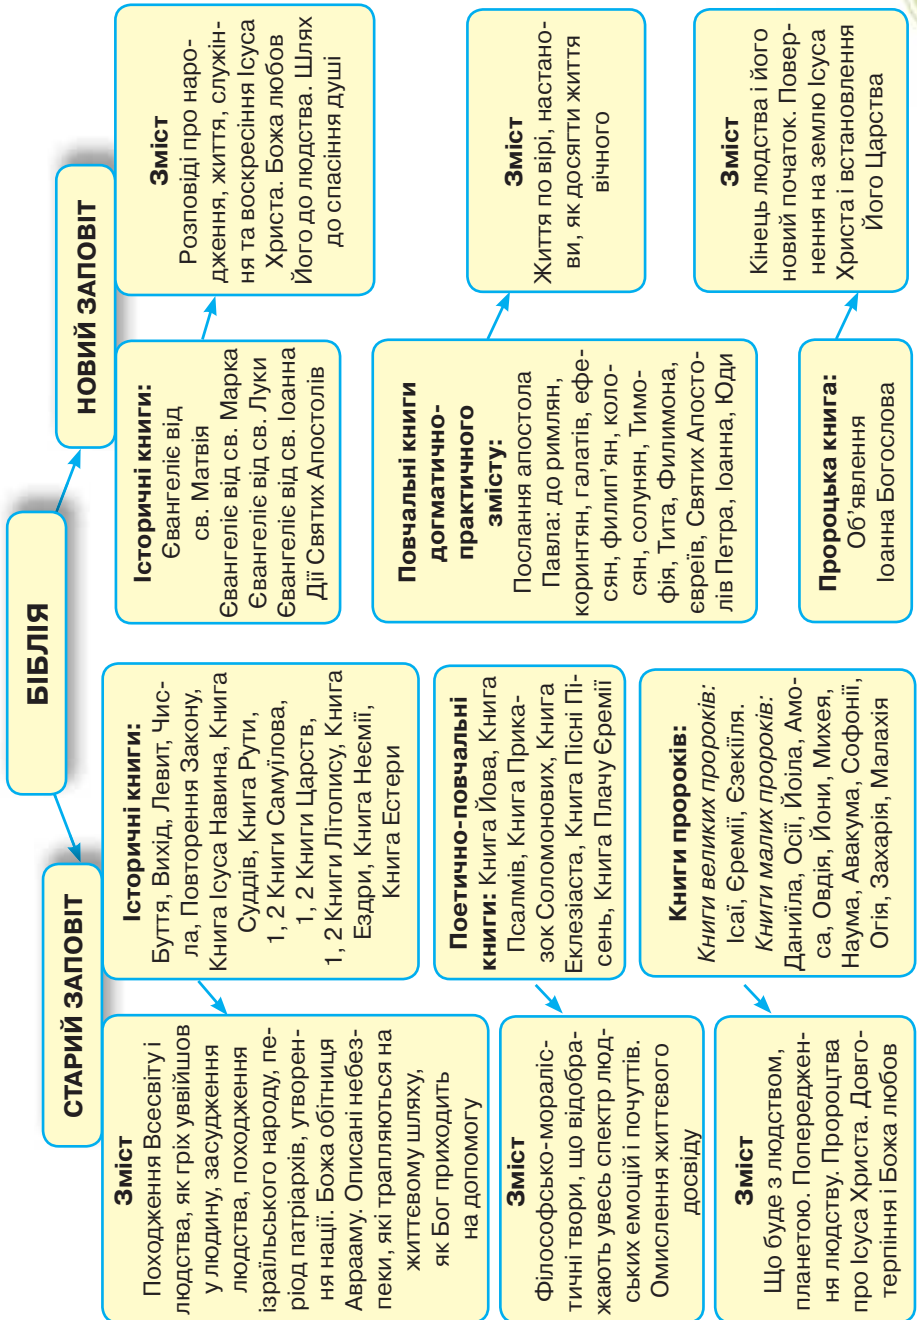 БІБЛІЯ
СТАРИЙ ЗАПОВІТ
Зміст
Походження Всесвіту і
людства, як гріх уввійшов
у людину, засудження
людства, походження
ізраїльського народу, пе-
ріод патріархів, утворен-
ня нації. Божа обітниця
Аврааму. Описані небез-
пеки, які трапляються на
життєвому шляху,
як Бог приходить
на допомогу
Історичні книги:
Буття, Вихід, Левит, Чис-
ла, Повторення Закону,
Книга Ісуса Навина, Книга
Суддів, Книга Рути,
1, 2 Книги Самуїлова,
1, 2 Книги Царств,
1, 2 Книги Літопису, Книга
Ездри, Книга Неємії,
Книга Естери
Зміст
Філософсько-мораліс-
тичні твори, що відобра-
жають увесь спектр люд-
ських емоцій і почуттів.
Омислення життєвого
досвіду
Поетично-повчальні
книги: Книга Йова, Книга
Псалмів, Книга Прика-
зок Соломонових, Книга
Еклезіаста, Книга Пісні Пі-
сень, Книга Плачу Єремії
Зміст
Що буде з людством,
планетою. Попереджен-
ня людству. Пророцтва
про Ісуса Христа. Довго-
терпіння і Божа любов
Книги пророків:
Книги великих пророків:
Ісаї, Єремії, Єзекіїля.
Книги малих пророків:
Даниїла, Осії, Йоіла, Амо-
са, Овдія, Йони, Михея,
Наума, Авакума, Софонії,
Огія, Захарія, Малахія
НОВИЙ ЗАПОВІТ
Історичні книги:
Євангеліє від
св. Матвія
Євангеліє від св. Марка
Євангеліє від св. Луки
Євангеліє від св. Іоанна
Дії Святих Апостолів
Зміст
Розповіді про наро-
дження, життя, служін-
ня та воскресіння Ісуса
Христа. Божа любов
Його до людства. Шлях
до спасіння душі
Повчальні книги
догматично-
практичного
змісту:
Послання апостола
Павла: до римлян,
коринтян, галатів, ефе-
сян, филип’ян, коло-
сян, солунян, Тимо-
фія, Тита, Филимона,
євреїв, Святих Апосто-
лів Петра, Іоанна, Юди
Зміст
Життя по вірі, настано-
ви, як досягти життя
вічного
Пророцька книга:
Об’явлення
Іоанна Богослова
Зміст
Кінець людства і його
новий початок. Повер-
нення на землю Ісуса
Христа і встановлення
Його Царства